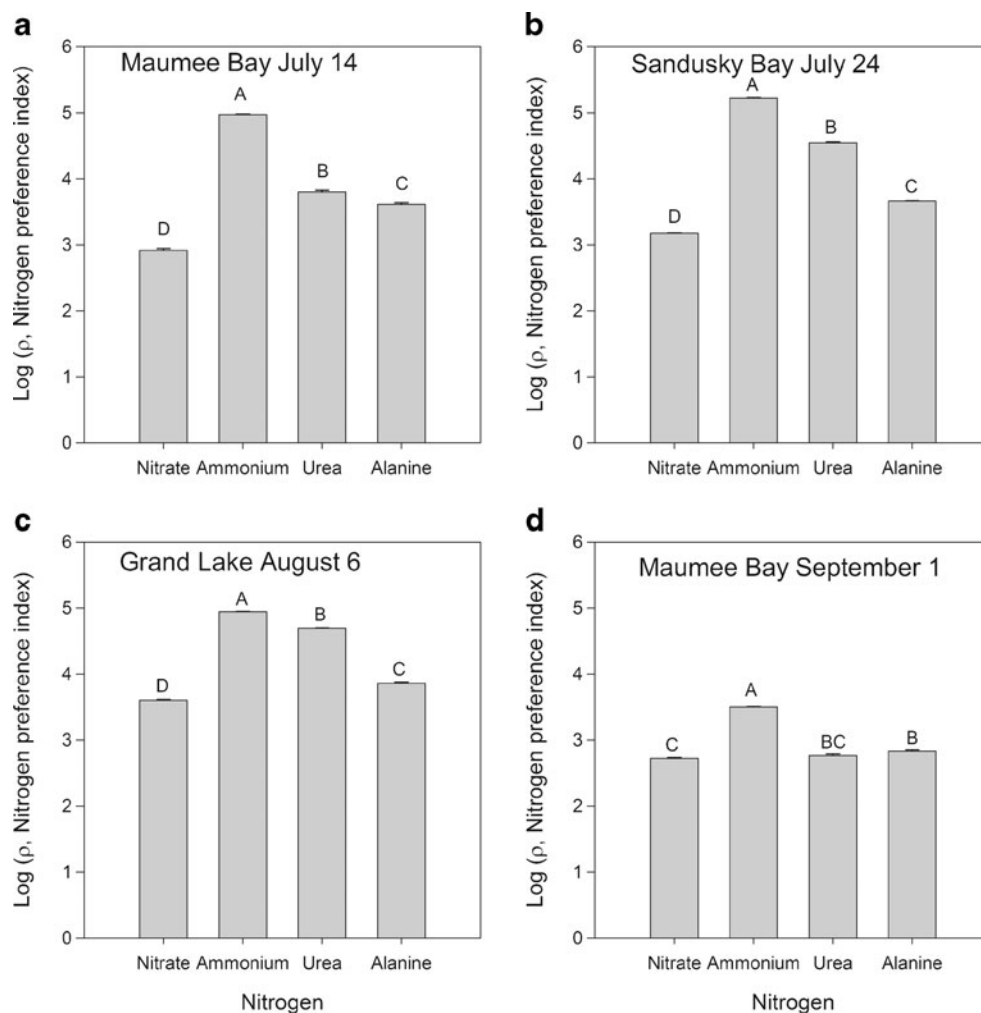 a
Maumee Bay July 14
Log (ρ, Nitrogen preference index)
6
5
4
3
2
1
0
D
A
B
C
Nitrate Ammonium Urea Alanine
b
Sandusky Bay July 24
Log (ρ, Nitrogen preference index)
6
5
4
3
2
1
0
D
A
B
C
Nitrate Ammonium Urea Alanine
c
Grand Lake August 6
Log (ρ, Nitrogen preference index)
6
5
4
3
2
1
0
D
A
B
C
Nitrate Ammonium Urea Alanine
Nitrogen
d
Maumee Bay September 1
Log (ρ, Nitrogen preference index)
6
5
4
3
2
1
0
C
A
BC
B
Nitrate Ammonium Urea Alanine
Nitrogen